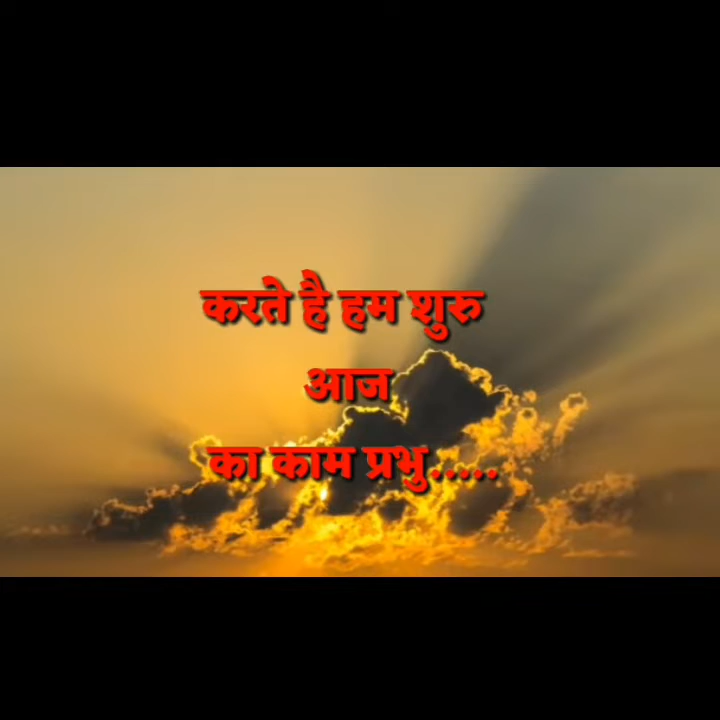 करते है हम शुरु
आज
का काम प्रभु.....